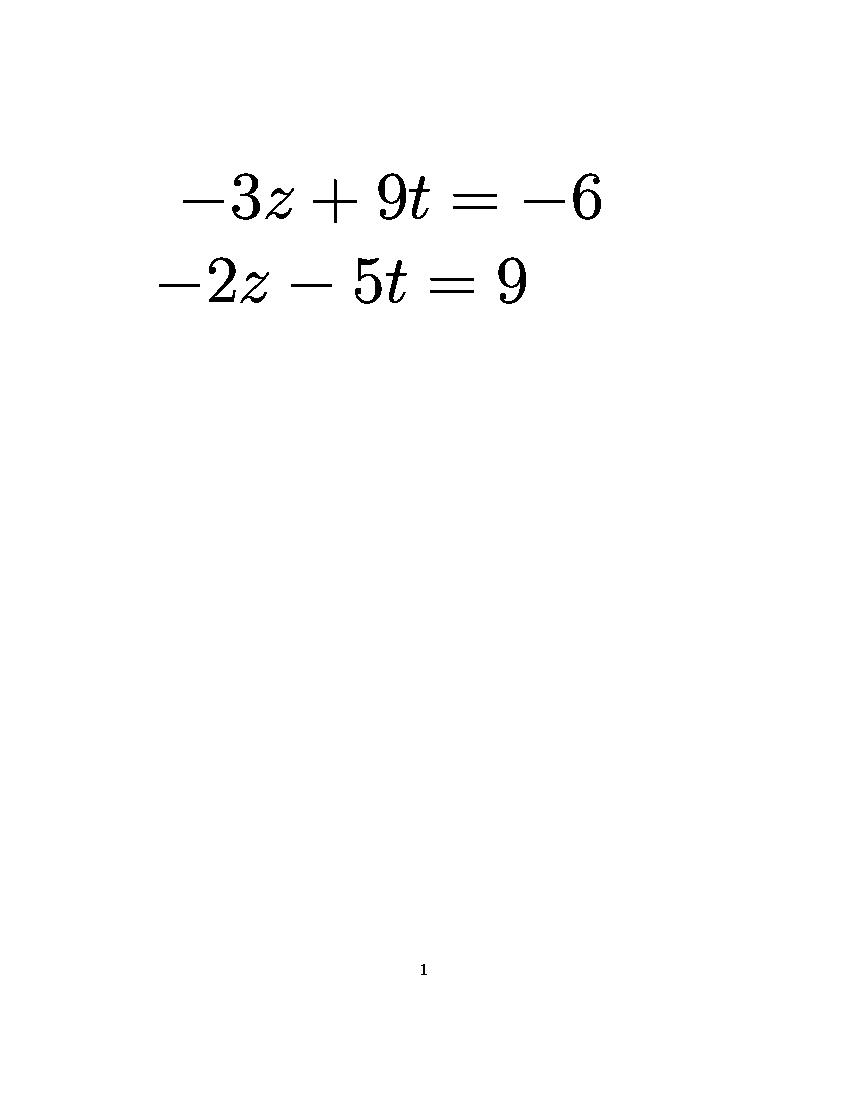 −3z + 9t = −6
−2z − 5t = 9
1